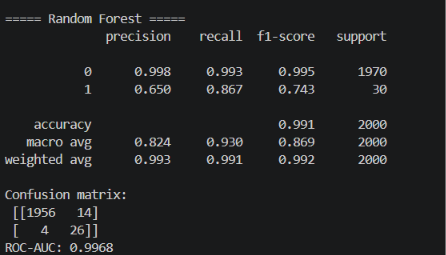 ===== Random Forest =====
precision recall f1-score support
0 0.998 0.993 0.995 1970
1 0.650 0.867 0.743 30
accuracy 0.991 2000
macro avg 0.824 0.930 0.869 2000
weighted avg 0.993 0.991 0.992 2000
Confusion matrix:
[[1956 14]
[ 4 26]]
ROC-AUC: 0.9968